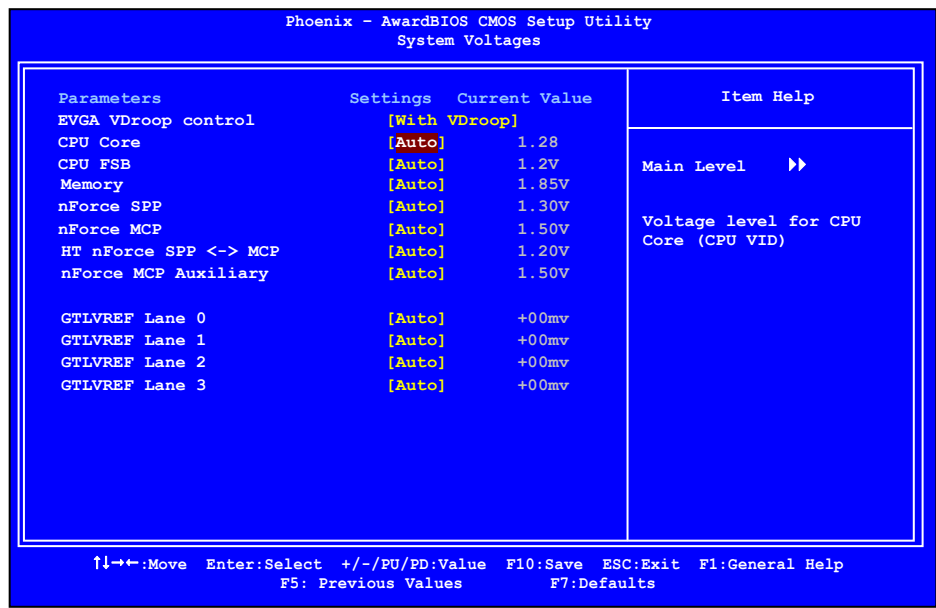 Phoenix – AwardBIOS CMOS Setup Utility
System Voltages
Parameters Settings Current Value
EVGA VDroop control [With VDroop]
CPU Core [Auto] 1.28
CPU FSB [Auto] 1.2V
Memory [Auto] 1.85V
nForce SPP [Auto] 1.30V
nForce MCP [Auto] 1.50V
HT nForce SPP <-> MCP [Auto] 1.20V
nForce MCP Auxiliary [Auto] 1.50V
GTLVREF Lane 0 [Auto] +00mv
GTLVREF Lane 1 [Auto] +00mv
GTLVREF Lane 2 [Auto] +00mv
GTLVREF Lane 3 [Auto] +00mv
Item Help
Main Level
Voltage level for CPU
Core (CPU VID)
↑↓→←:Move Enter:Select +/-/PU/PD:Value F10:Save ESC:Exit F1:General Help
F5: Previous Values F7:Defaults